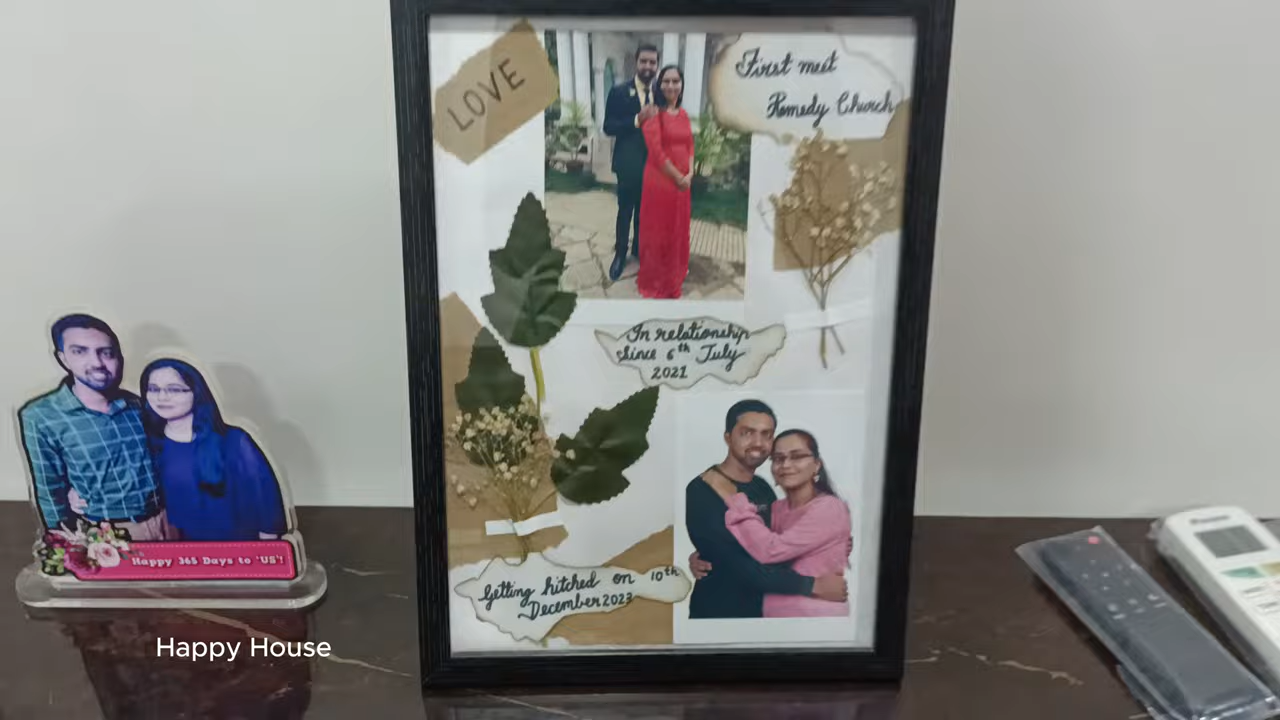 LOVE
First meet
Remedy Church
In relationship
since 6th July
2021
Getting hitched on 10th
December 2023
Happy 365 Days to 'US'!
Happy House